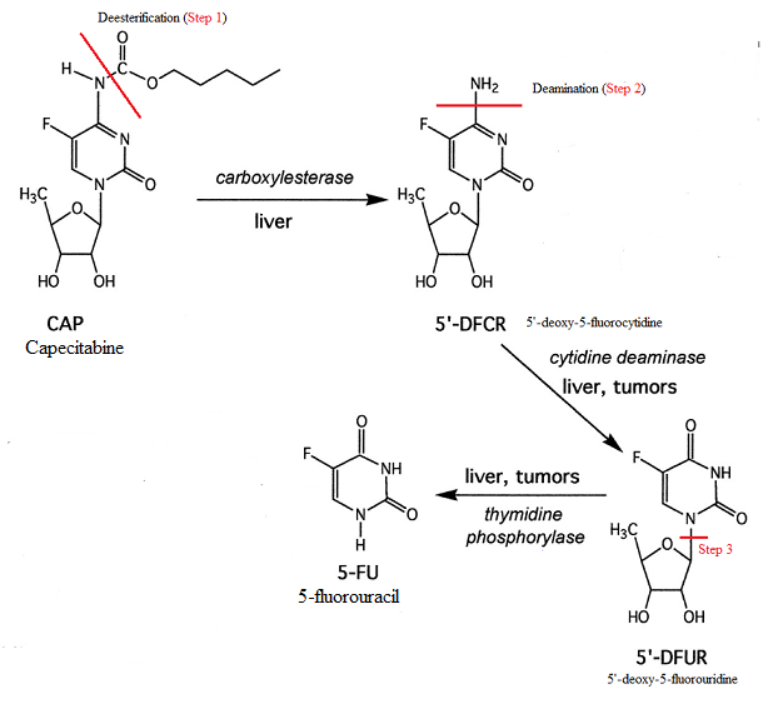 Deesterification (Step 1)
O
H
N
C
O
F
N
N
O
H3C
O
HO
OH
CAP
Capecitabine
carboxylesterase
liver
NH2
Deamination (Step 2)
F
N
N
O
H3C
O
HO
OH
5'-DFCR
5'-deoxy-5-fluorocytidine
cytidine deaminase
liver, tumors
O
F
NH
N
O
H3C
O
Step 3
HO
OH
5'-DFUR
5'-deoxy-5-fluorouridine
liver, tumors
thymidine
phosphorylase
O
F
NH
N
O
H
5-FU
5-fluorouracil